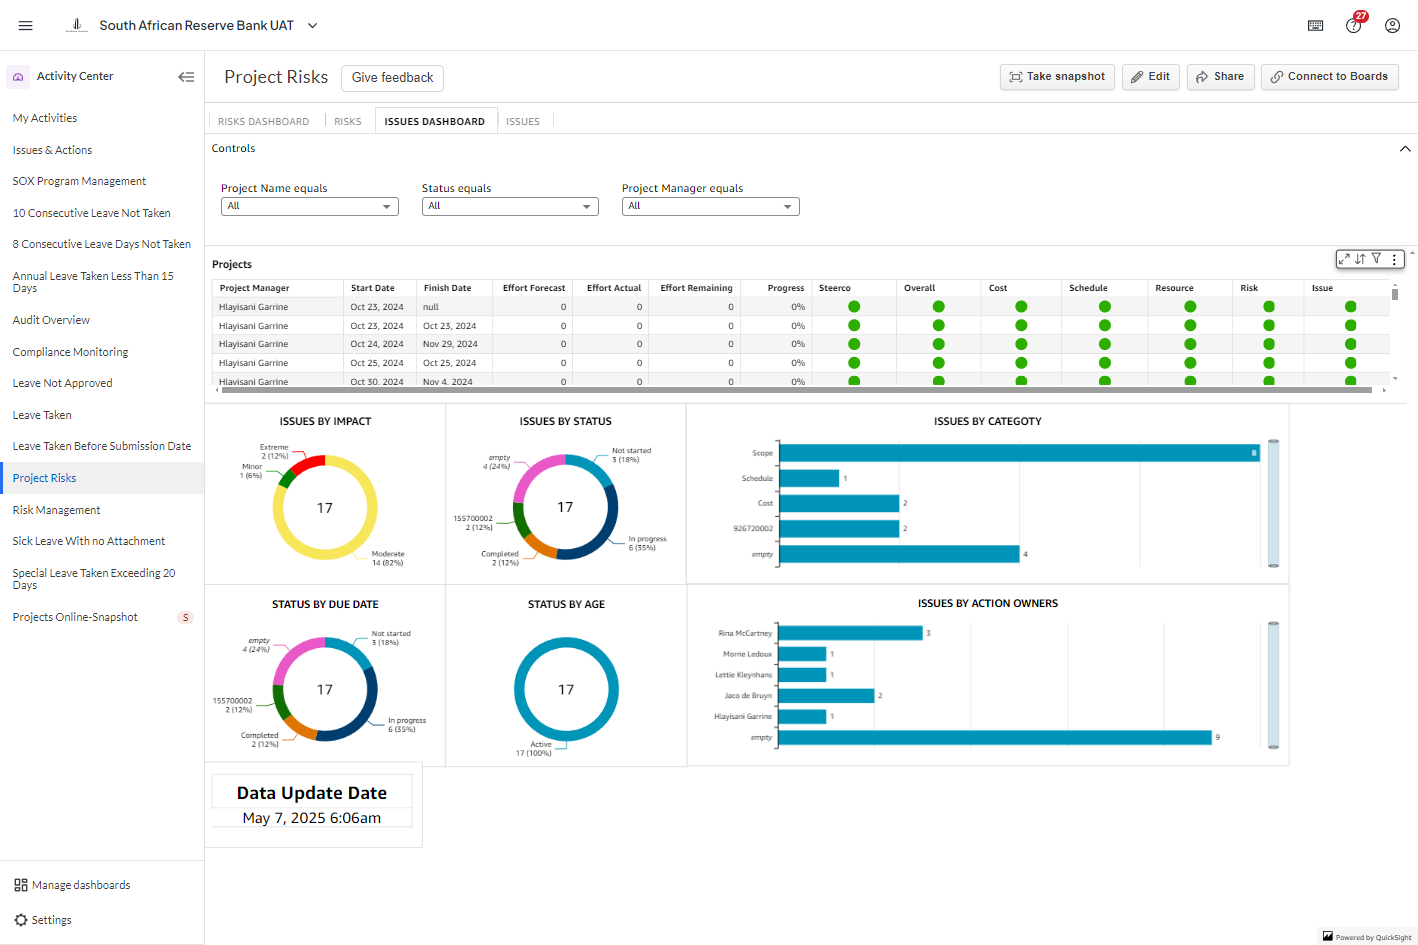 South African Reserve Bank UAT
27
Activity Center
My Activities
Issues & Actions
SOX Program Management
10 Consecutive Leave Not Taken
8 Consecutive Leave Days Not Taken
Annual Leave Taken Less Than 15
Days
Audit Overview
Compliance Monitoring
Leave Not Approved
Leave Taken
Leave Taken Before Submission Date
Project Risks
Risk Management
Sick Leave With no Attachment
Special Leave Taken Exceeding 20
Days
Projects Online-Snapshot S
Manage dashboards
Settings
Project Risks Give feedback Take snapshot Edit Share Connect to Boards
RISKS DASHBOARD RISKS ISSUES DASHBOARD ISSUES
Controls
Project Name equals Status equals Project Manager equals
All All All
Projects
Project Manager Start Date Finish Date Effort Forecast Effort Actual Effort Remaining Progress Steerco Overall Cost Schedule Resource Risk Issue
Hlayisani Garrine Oct 23, 2024 null 0 0 0 0%
Hlayisani Garrine Oct 23, 2024 Oct 23, 2024 0 0 0 0%
Hlayisani Garrine Oct 24, 2024 Nov 29, 2024 0 0 0 0%
Hlayisani Garrine Oct 25, 2024 Oct 25, 2024 0 0 0 0%
Hlayisani Garrine Oct 30, 2024 Nov 4, 2024 0 0 0 0%
ISSUES BY IMPACT
Extreme
2 (12%)
Minor
1 (6%)
17
Moderate
14 (82%)
ISSUES BY STATUS
Not started
3 (18%)
empty
4 (24%)
17
155700002
2 (12%)
In progress
6 (35%)
Completed
2 (12%)
ISSUES BY CATEGOTY
Scope 8
Schedule 1
Cost 2
926720002 2
empty 4
STATUS BY DUE DATE
Not started
3 (18%)
empty
4 (24%)
17
155700002
2 (12%)
In progress
6 (35%)
Completed
2 (12%)
STATUS BY AGE
17
Active
17 (100%)
ISSUES BY ACTION OWNERS
Rina McCartney 3
Morne Ledoux 1
Lettie Kleynhans 1
Jaco de Bruyn 2
Hlayisani Garrine 1
empty 9
Data Update Date
May 7, 2025 6:06am
Powered by QuickSight